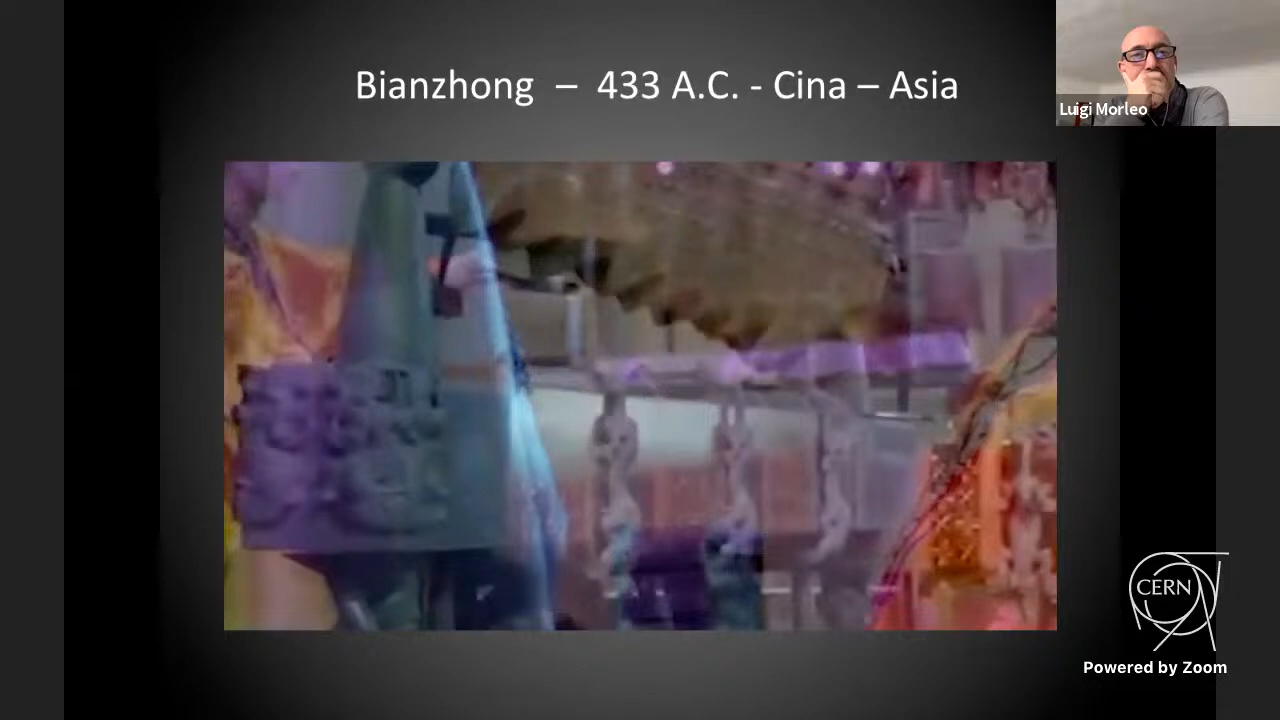 Bianzhong – 433 A.C. - Cina – Asia
Luigi Morleo
CERN
Powered by Zoom